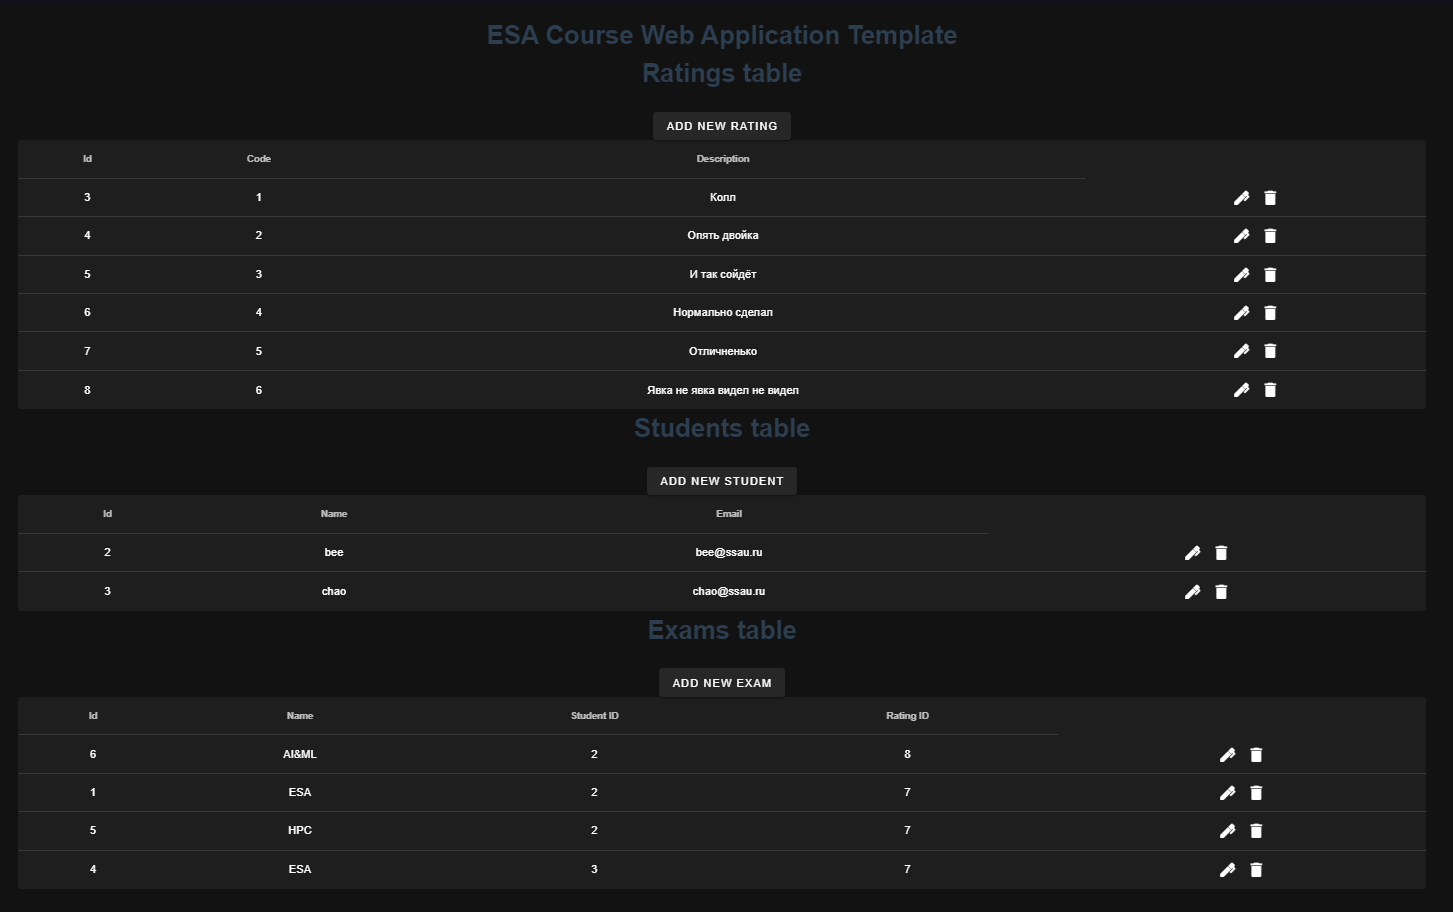 ESA Course Web Application Template
Ratings table
ADD NEW RATING
Id Code Description
3 1 Колл
4 2 Опять двойка
5 3 И так сойдёт
6 4 Нормально сделал
7 5 Отличненько
8 6 Явка не явка видел не видел
Students table
ADD NEW STUDENT
Id Name Email
2 bee bee@ssau.ru
3 chao chao@ssau.ru
Exams table
ADD NEW EXAM
Id Name Student ID Rating ID
6 AI&ML 2 8
1 ESA 2 7
5 HPC 2 7
4 ESA 3 7